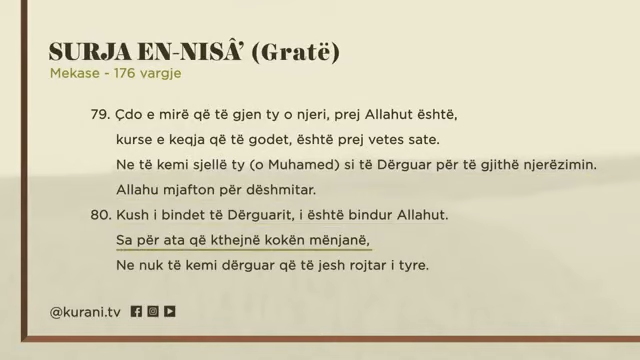 SURJA EN-NISÂ’ (Gratë)
Mekase - 176 vargje
79. Çdo e mirë që të gjen ty o njeri, prej Allahut është,
kurse e keqja që të godet, është prej vetes sate.
Ne të kemi sjellë ty (o Muhamed) si të Dërguar për të gjithë njerëzimin.
Allahu mjafton për dëshmitar.
80. Kush i bindet të Dërguarit, i është bindur Allahut.
Sa për ata që kthejnë kokën mënjanë,
Ne nuk të kemi dërguar që të jesh rojtar i tyre.
@kurani.tv